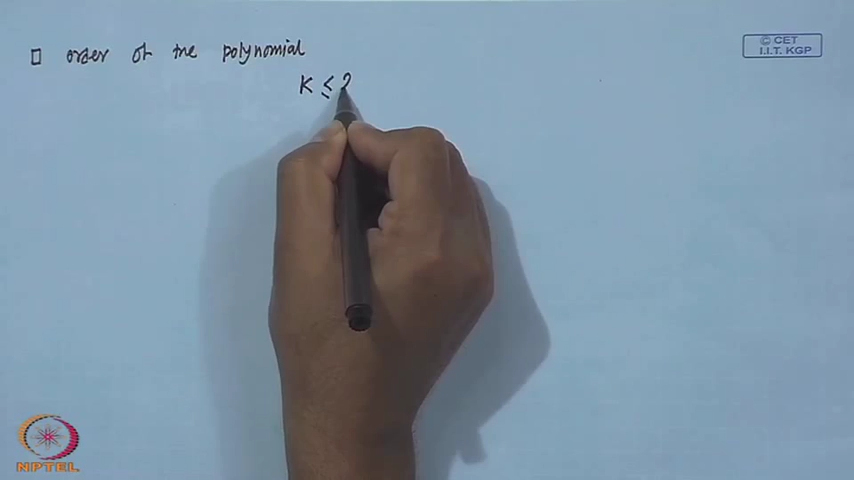 □ order of the polynomial
K ≤ 2
© CET
I.I.T. KGP
NPTEL